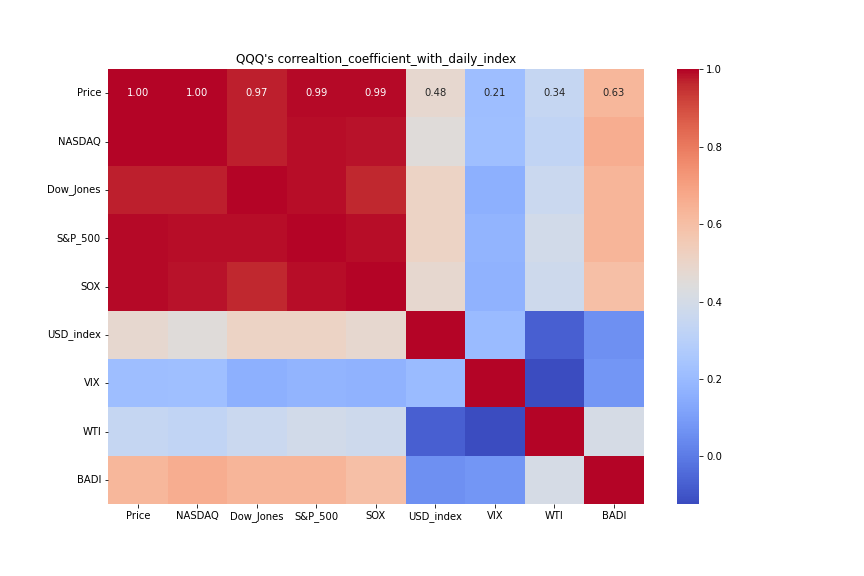 QQQ's correaltion_coefficient_with_daily_index
Price 1.00 1.00 0.97 0.99 0.99 0.48 0.21 0.34 0.63
NASDAQ
Dow_Jones
S&P_500
SOX
USD_index
VIX
WTI
BADI
Price NASDAQ Dow_Jones S&P_500 SOX USD_index VIX WTI BADI
1.0
0.8
0.6
0.4
0.2
0.0